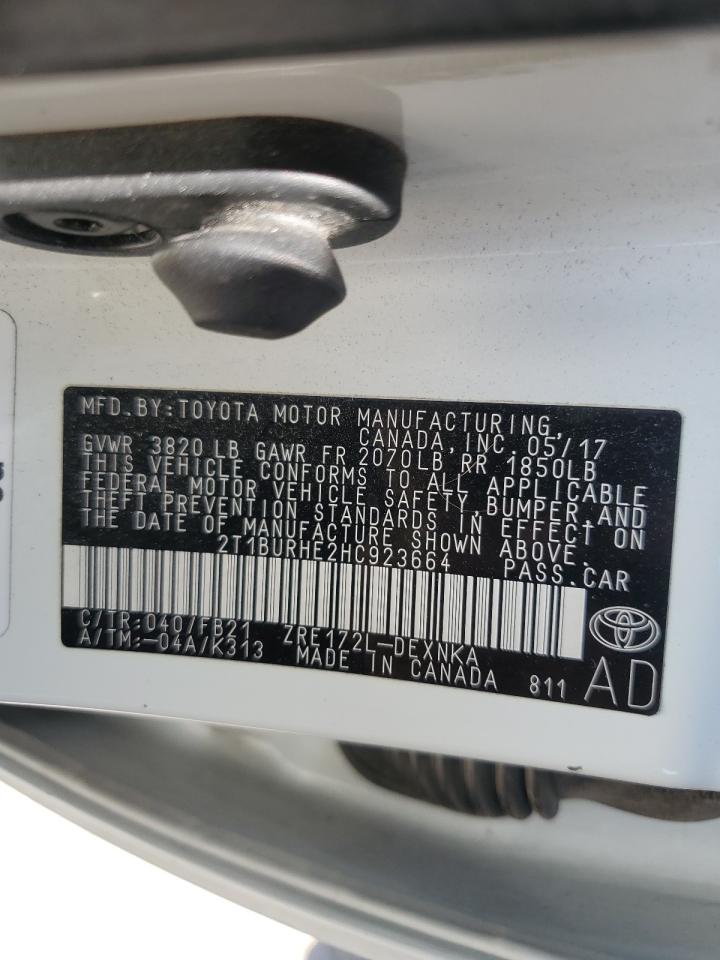 MFD.BY:TOYOTA MOTOR MANUFACTURING,
CANADA,INC. 05/17
GVWR 3820 LB GAWR FR 2070LB RR 1850LB
THIS VEHICLE CONFORMS TO ALL APPLICABLE
FEDERAL MOTOR VEHICLE SAFETY,BUMPER,AND
THEFT PREVENTION STANDARDS IN EFFECT ON
THE DATE OF MANUFACTURE SHOWN ABOVE.
2T1BURHE2HC923664 PASS.CAR
C/TR:040/FB21 ZRE172L-DEXNKA
A/TM:-04A/K313 MADE IN CANADA 811 AD